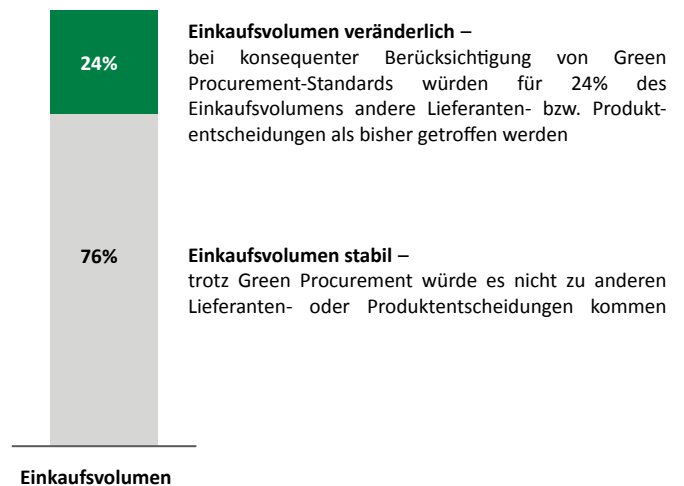 24%
Einkaufsvolumen veränderlich –
bei konsequenter Berücksichtigung von Green
Procurement-Standards würden für 24% des
Einkaufsvolumens andere Lieferanten- bzw. Produkt-
entscheidungen als bisher getroffen werden
76%
Einkaufsvolumen stabil –
trotz Green Procurement würde es nicht zu anderen
Lieferanten- oder Produktentscheidungen kommen
Einkaufsvolumen